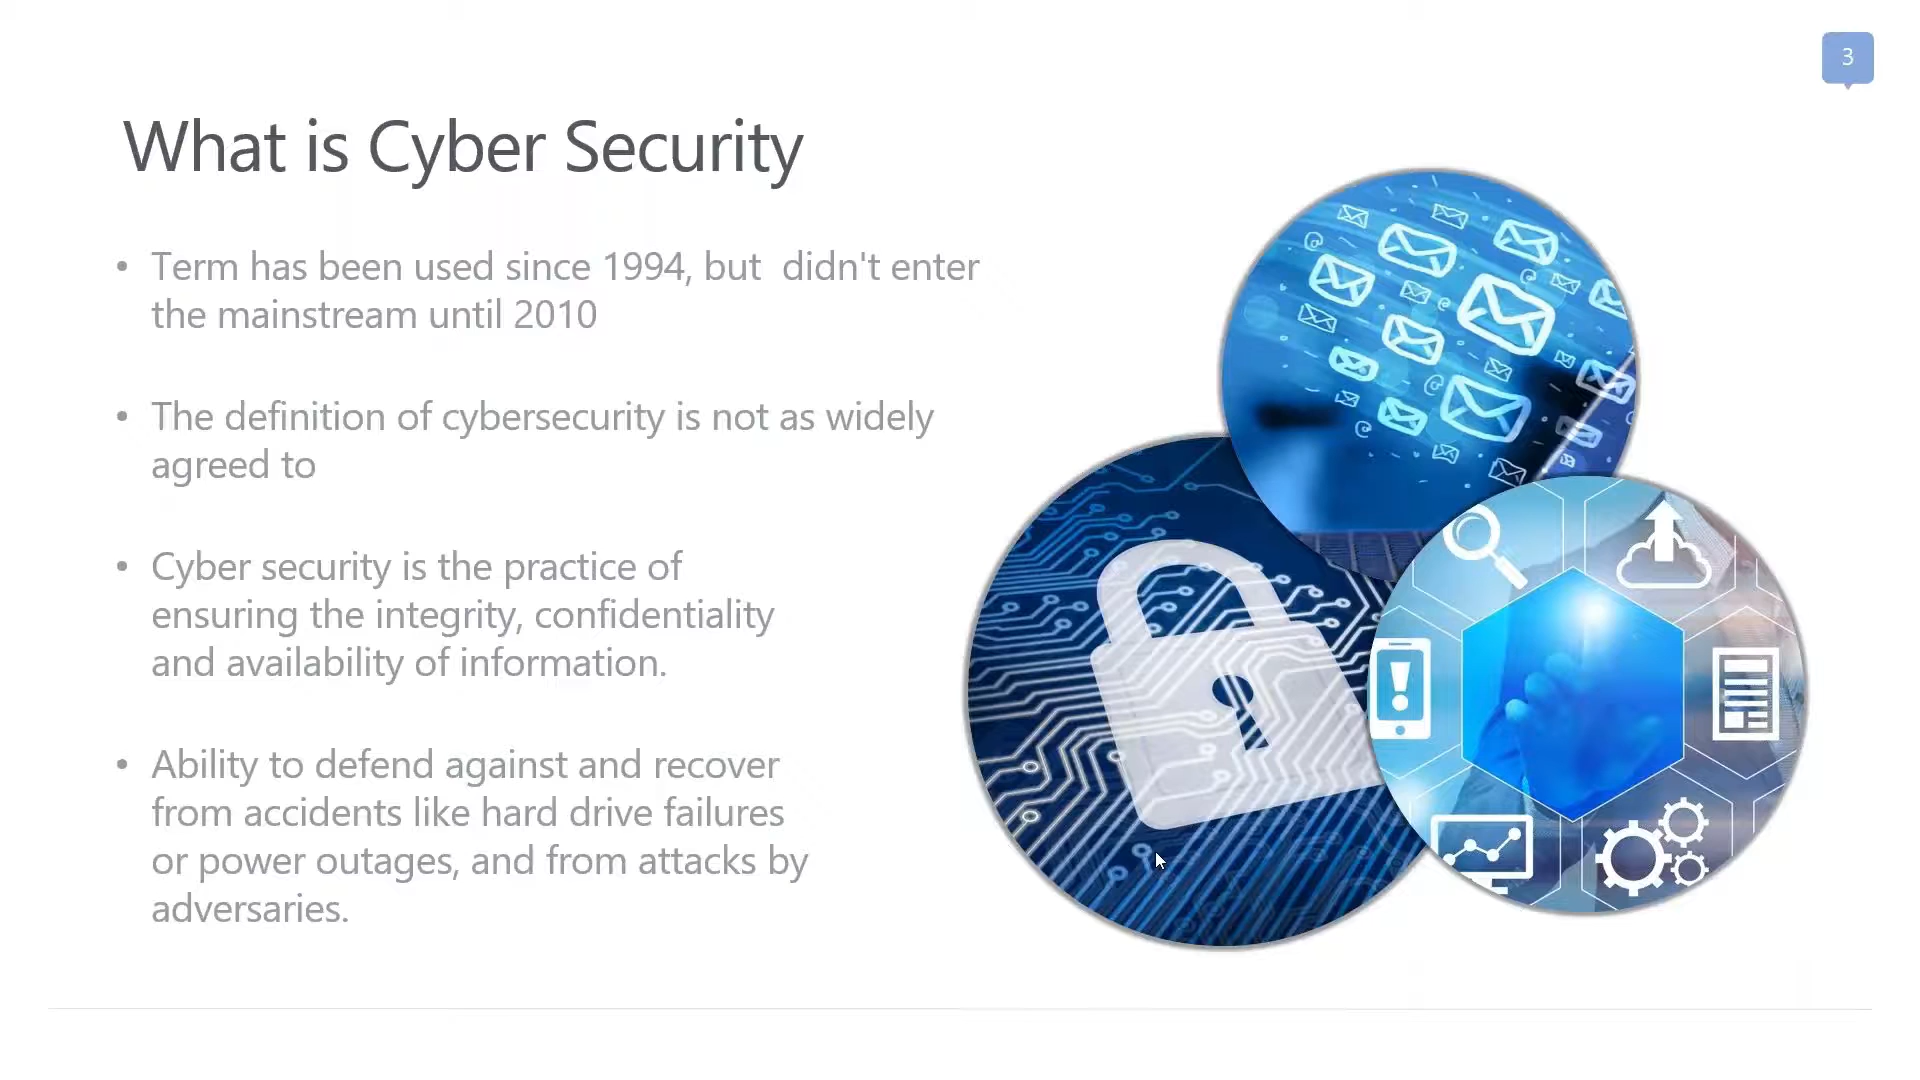 3
What is Cyber Security
• Term has been used since 1994, but  didn't enter
the mainstream until 2010
• The definition of cybersecurity is not as widely
agreed to
• Cyber security is the practice of
ensuring the integrity, confidentiality
and availability of information.
• Ability to defend against and recover
from accidents like hard drive failures
or power outages, and from attacks by
adversaries.